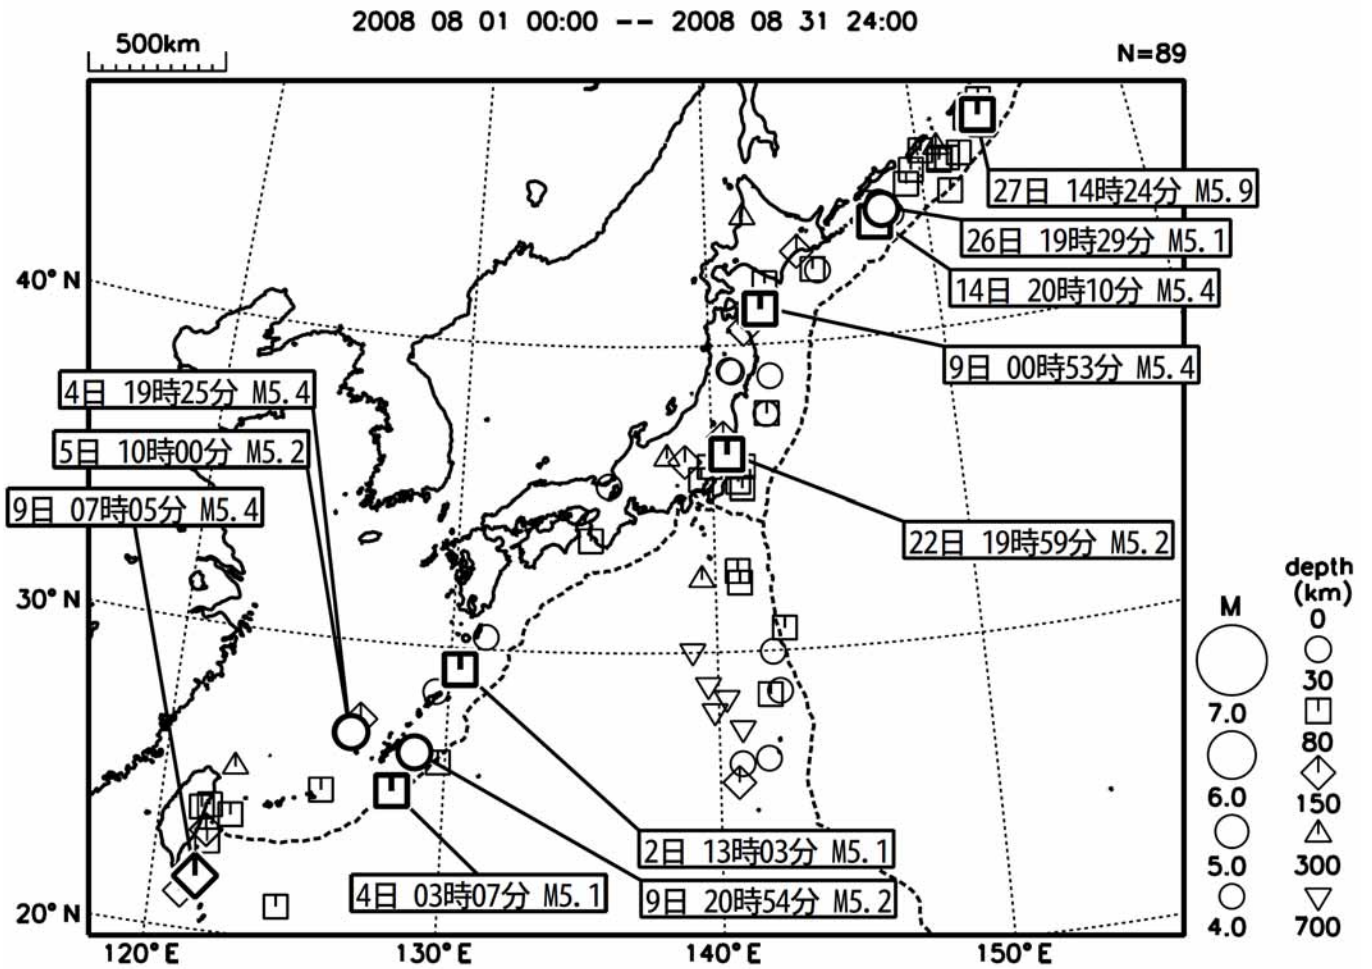 2008 08 01 00:00 -- 2008 08 31 24:00
500km
N=89
27日 14時24分 M5.9
26日 19時29分 M5.1
14日 20時10分 M5.4
40°N
9日 00時53分 M5.4
4日 19時25分 M5.4
5日 10時00分 M5.2
9日 07時05分 M5.4
22日 19時59分 M5.2
30°N
2日 13時03分 M5.1
4日 03時07分 M5.1
9日 20時54分 M5.2
20°N
120°E
130°E
140°E
150°E
M
7.0
6.0
5.0
4.0
depth
(km)
0
30
80
150
300
700